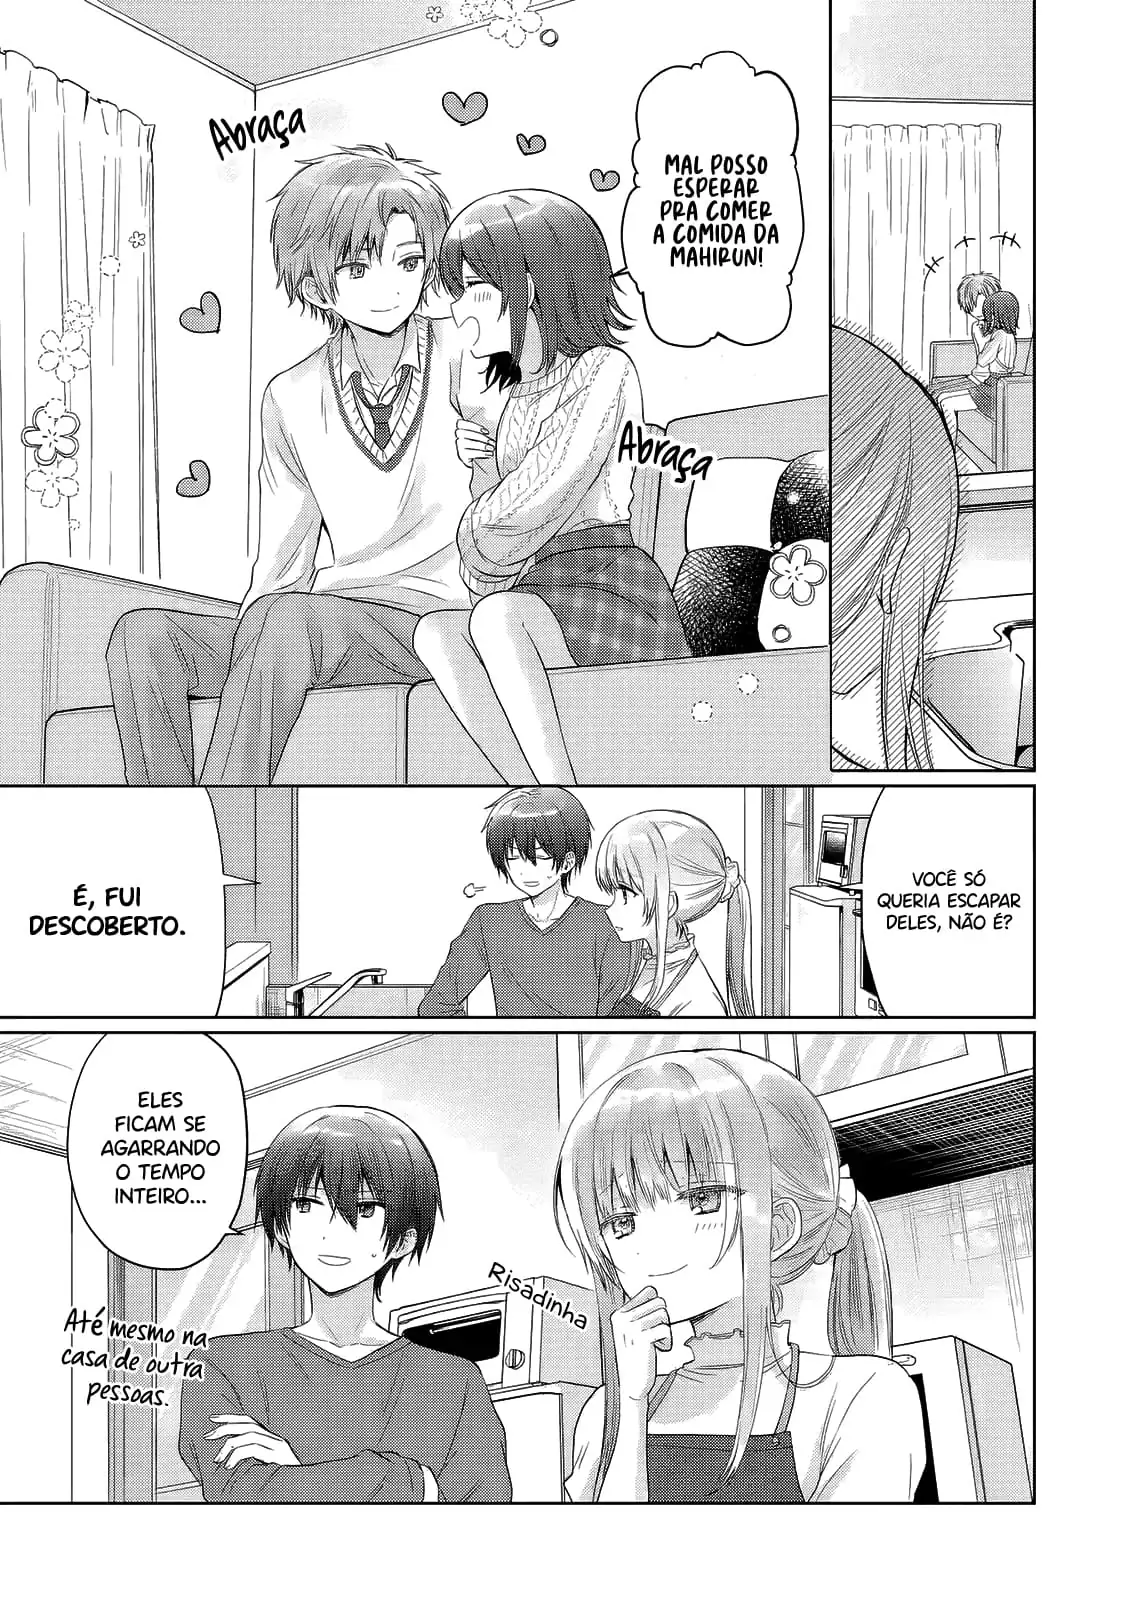 Abraça
MAL POSSO
ESPERAR
PRA COMER
A COMIDA DA
MAHIRUN!
Abraça
VOCÊ SÓ
QUERIA ESCAPAR
DELES, NÃO É?
É, FUI
DESCOBERTO.
Risadinha
ELES
FICAM SE
AGARRANDO
O TEMPO
INTEIRO...
Até mesmo na
casa de outra
pessoas.